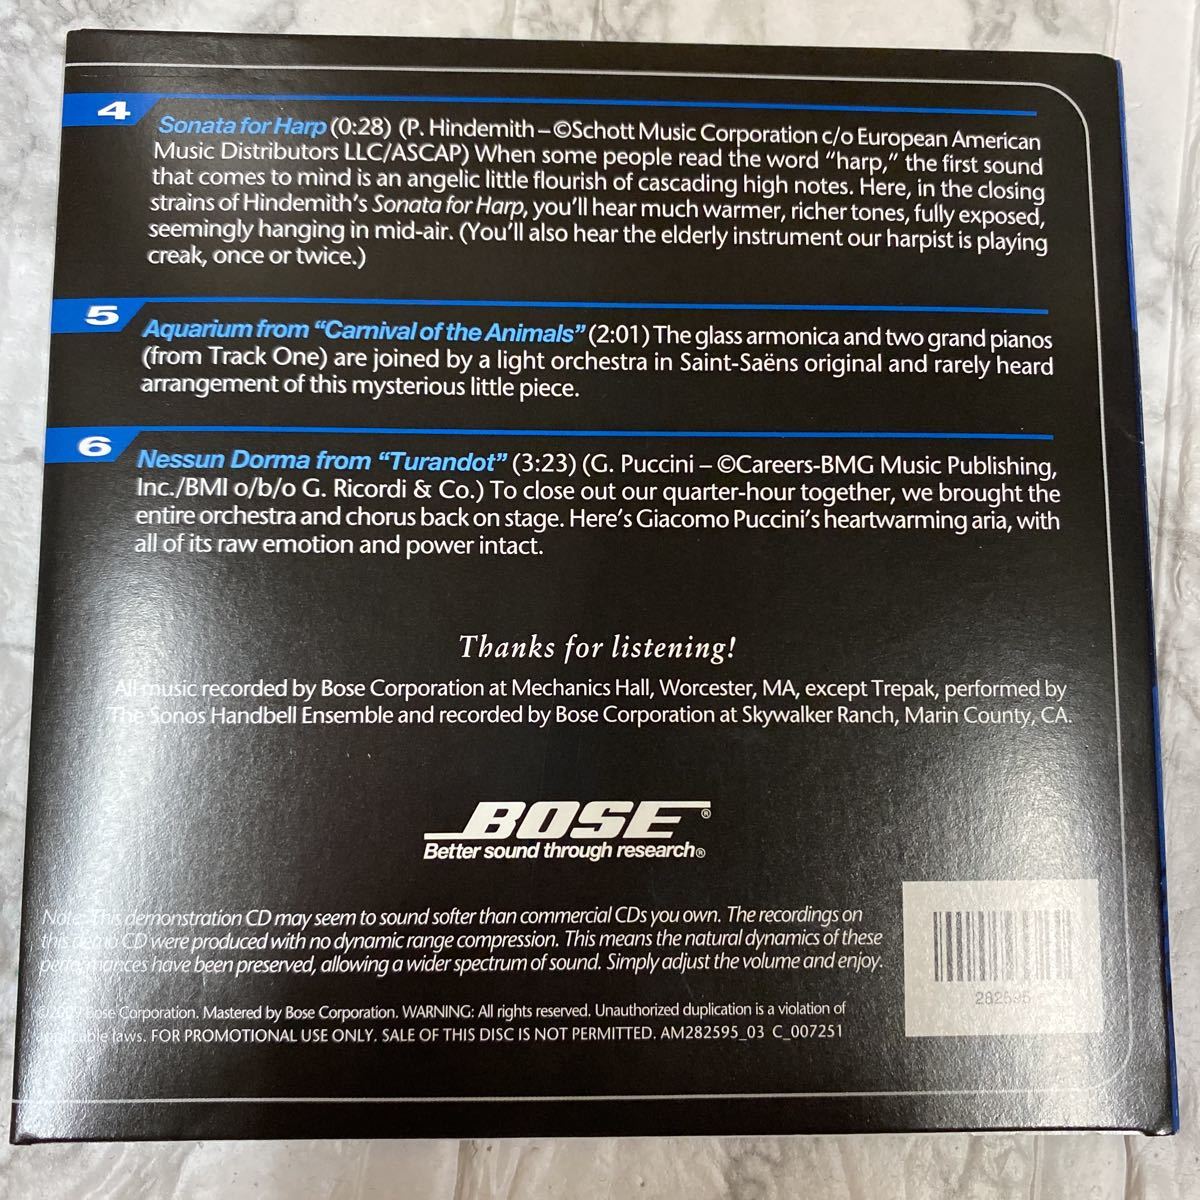 4
Sonata for Harp (0:28) (P. Hindemith – ©Schott Music Corporation c/o European American
Music Distributors LLC/ASCAP) When some people read the word “harp,” the first sound
that comes to mind is an angelic little flourish of cascading high notes. Here, in the closing
strains of Hindemith’s Sonata for Harp, you’ll hear much warmer, richer tones, fully exposed,
seemingly hanging in mid-air. (You’ll also hear the elderly instrument our harpist is playing
creak, once or twice.)
5
Aquarium from “Carnival of the Animals” (2:01) The glass armonica and two grand pianos
(from Track One) are joined by a light orchestra in Saint-Saëns original and rarely heard
arrangement of this mysterious little piece.
6
Nessun Dorma from “Turandot” (3:23) (G. Puccini – ©Careers-BMG Music Publishing,
Inc./BMI o/b/o G. Ricordi & Co.) To close out our quarter-hour together, we brought the
entire orchestra and chorus back on stage. Here’s Giacomo Puccini’s heartwarming aria, with
all of its raw emotion and power intact.
Thanks for listening!
All music recorded by Bose Corporation at Mechanics Hall, Worcester, MA, except Trepak, performed by
The Sonos Handbell Ensemble and recorded by Bose Corporation at Skywalker Ranch, Marin County, CA.
BOSE®
Better sound through research®
Note: This demonstration CD may seem to sound softer than commercial CDs you own. The recordings on
this demo CD were produced with no dynamic range compression. This means the natural dynamics of these
performances have been preserved, allowing a wider spectrum of sound. Simply adjust the volume and enjoy.
Bose Corporation. Mastered by Bose Corporation. WARNING: All rights reserved. Unauthorized duplication is a violation of
applicable laws. FOR PROMOTIONAL USE ONLY. SALE OF THIS DISC IS NOT PERMITTED. AM282595_03 C_007251
282595